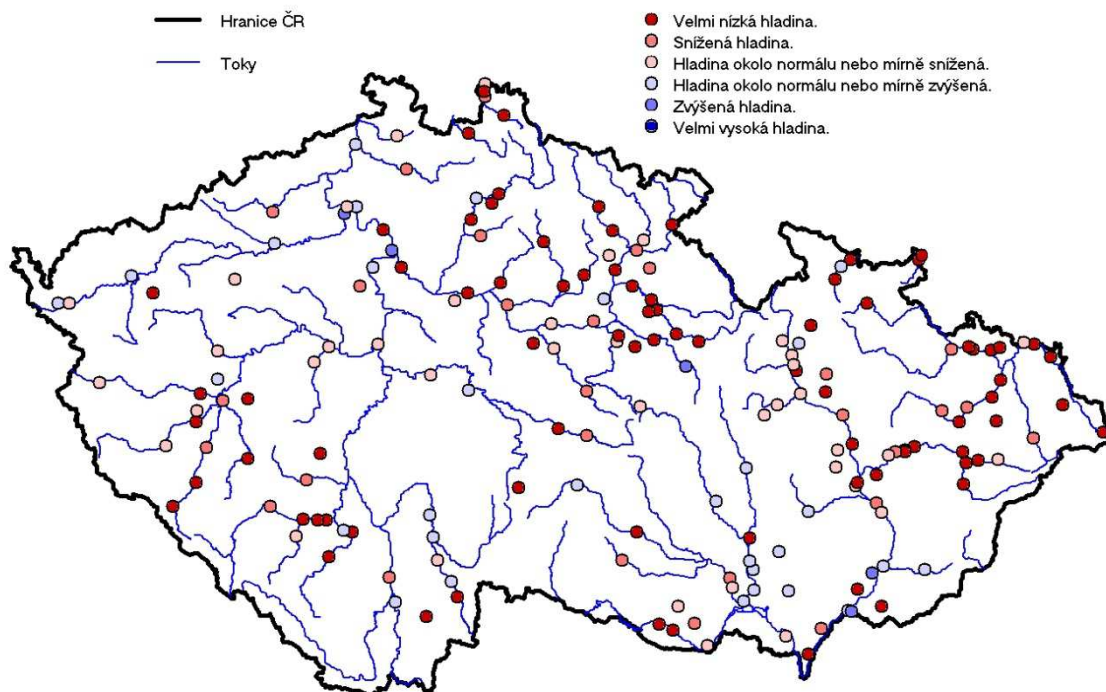 Hranice ČR
Toky
Velmi nízká hladina.
Snížená hladina.
Hladina okolo normálu nebo mírně snížená.
Hladina okolo normálu nebo mírně zvýšená.
Zvýšená hladina.
Velmi vysoká hladina.